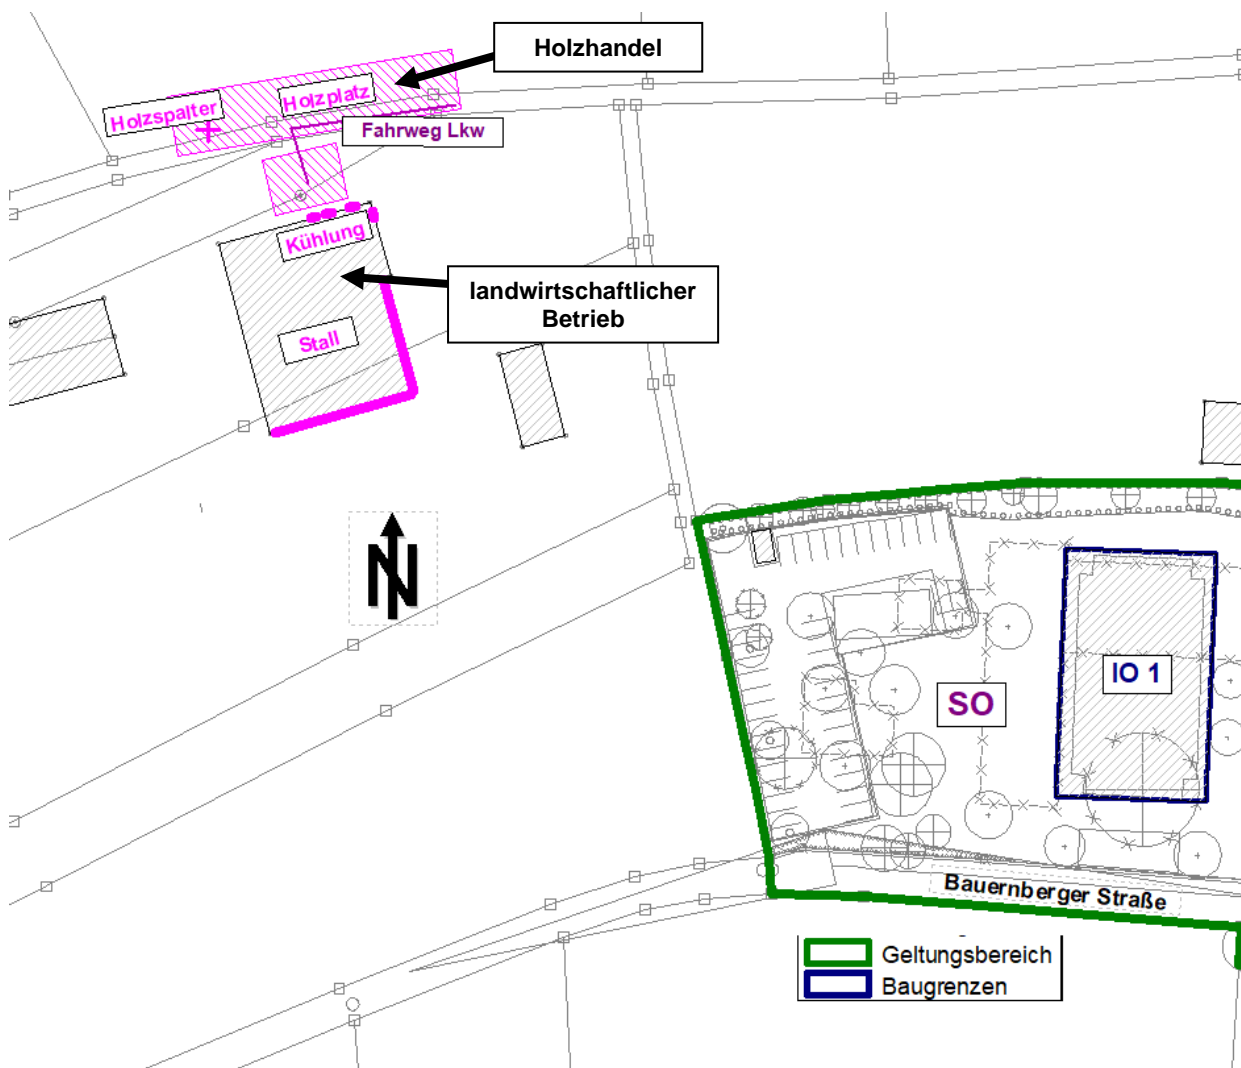 Holzhandel
Holzplatz
Holzspalter
Fahrweg Lkw
Kühlung
landwirtschaftlicher
Betrieb
Stall
N
IO 1
SO
Bauernberger Straße
Geltungsbereich
Baugrenzen